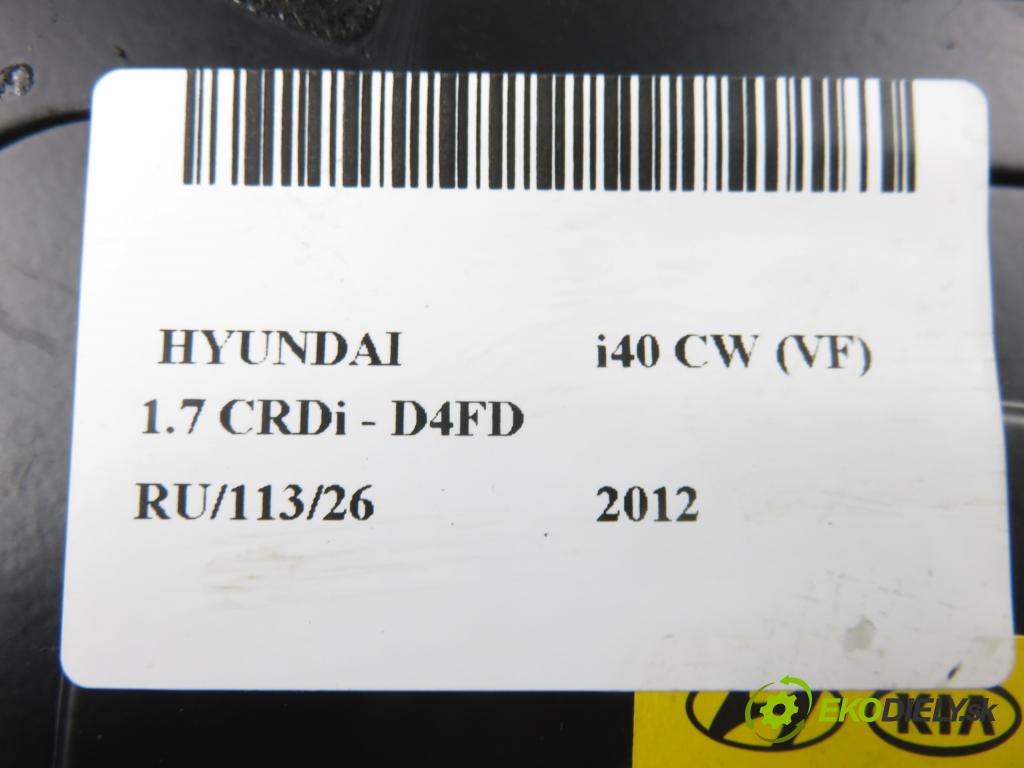 HYUNDAI i40 CW (VF)
1.7 CRDi - D4FD
RU/113/26 2012
EKODIELY.sk
KIA